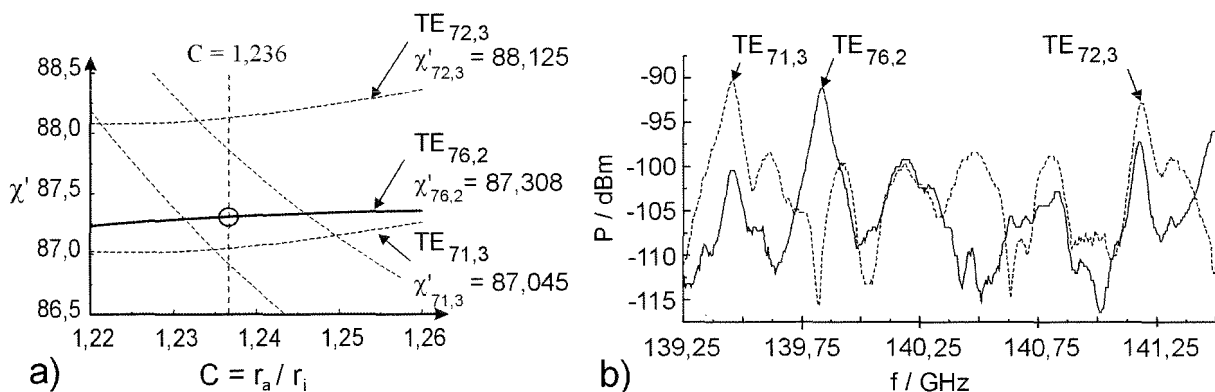 TE72,3
C = 1,236
χ'72,3 = 88,125
88,5
88,0
TE76,2
χ'
87,5
χ'76,2 = 87,308
87,0
TE71,3
χ'71,3 = 87,045
86,5
1,22 1,23 1,24 1,25 1,26
a) C = ra / ri
TE71,3 TE76,2 TE72,3
-90
-95
-100
P / dBm
-105
-110
-115
139,25 139,75 140,25 140,75 141,25
b) f / GHz